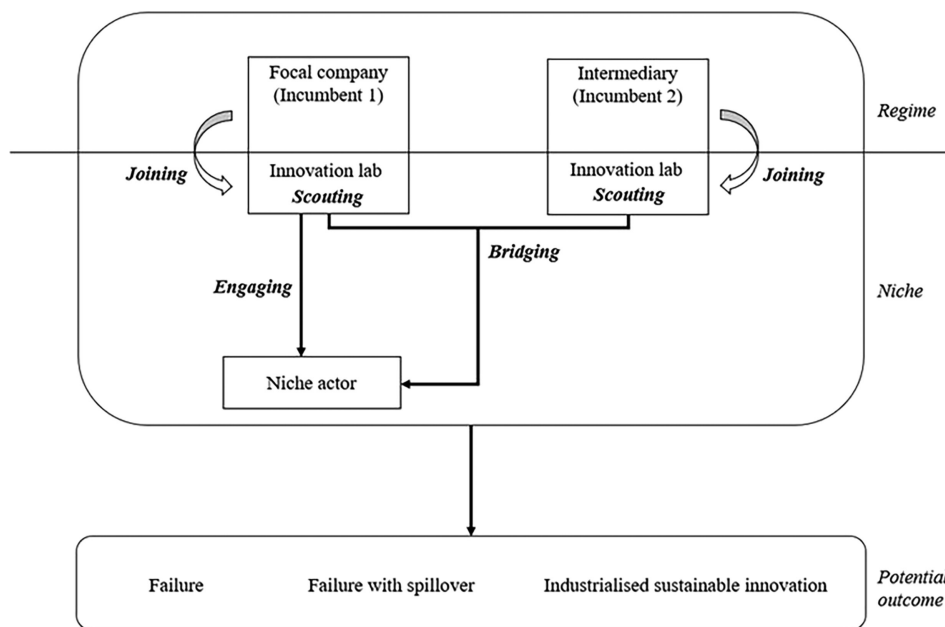 Focal company
(Incumbent 1)
Intermediary
(Incumbent 2)
Regime
Joining
Innovation lab
Scouting
Innovation lab
Scouting
Joining
Bridging
Engaging
Niche
Niche actor
Failure
Failure with spillover
Industrialised sustainable innovation
Potential
outcome